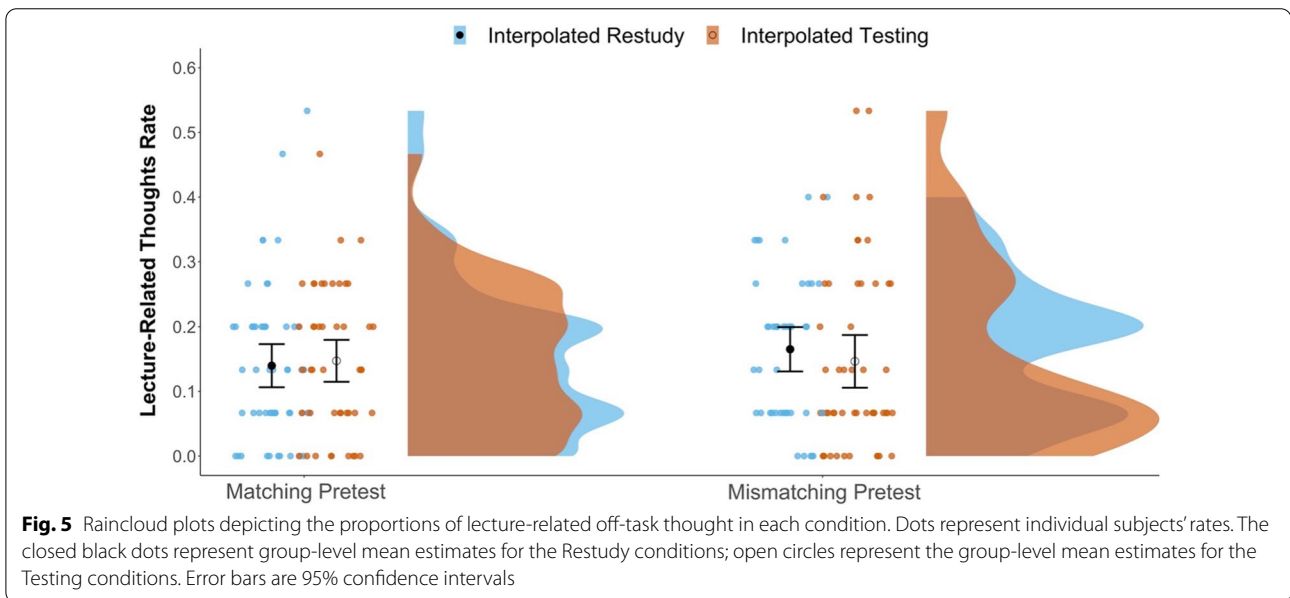 Interpolated Restudy Interpolated Testing
Lecture-Related Thoughts Rate
0.6
0.5
0.4
0.3
0.2
0.1
0.0
Matching Pretest Mismatching Pretest
Fig. 5 Raincloud plots depicting the proportions of lecture-related off-task thought in each condition. Dots represent individual subjects' rates. The
closed black dots represent group-level mean estimates for the Restudy conditions; open circles represent the group-level mean estimates for the
Testing conditions. Error bars are 95% confidence intervals